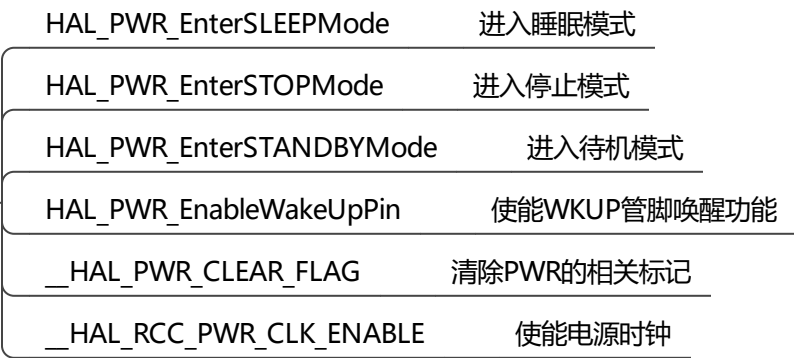 HAL_PWR_EnterSLEEPMode 进入睡眠模式
HAL_PWR_EnterSTOPMode 进入停止模式
HAL_PWR_EnterSTANDBYMode 进入待机模式
HAL_PWR_EnableWakeUpPin 使能WKUP管脚唤醒功能
__HAL_PWR_CLEAR_FLAG 清除PWR的相关标记
__HAL_RCC_PWR_CLK_ENABLE 使能电源时钟